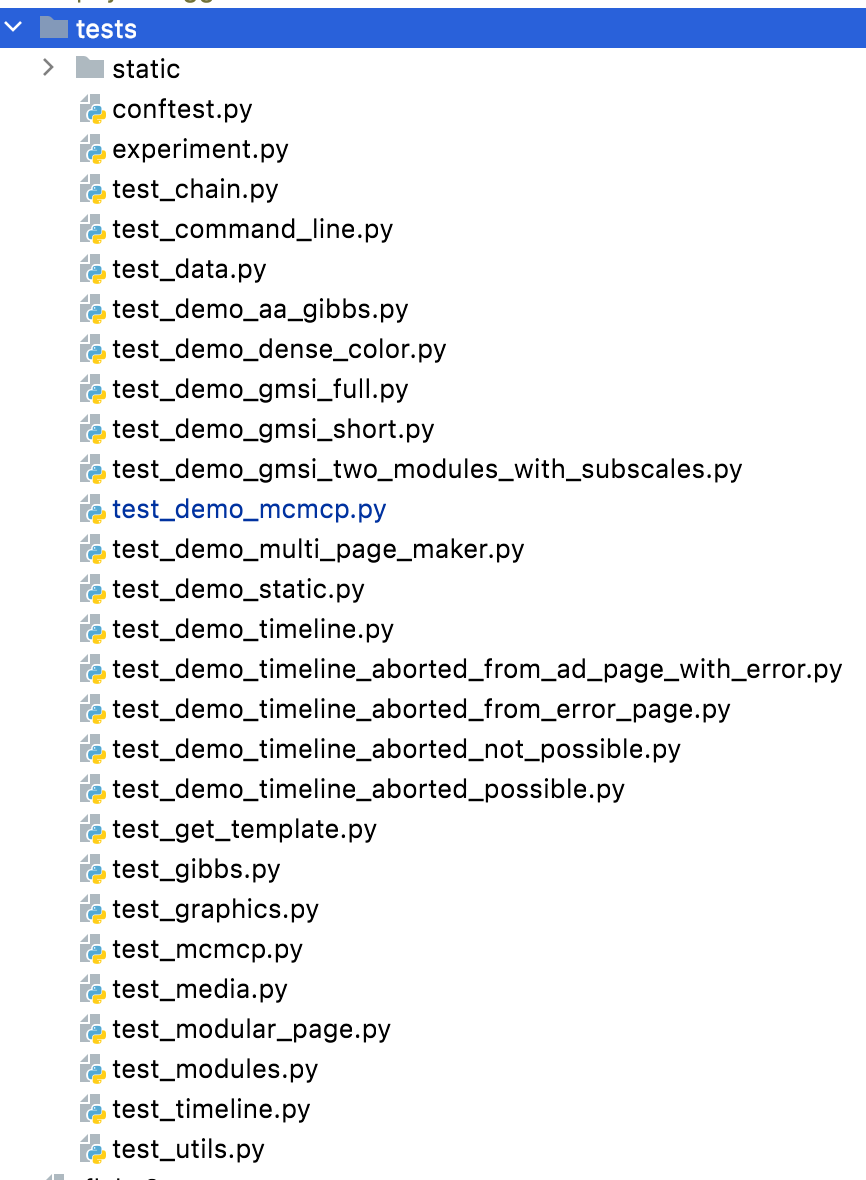 tests
static
conftest.py
experiment.py
test_chain.py
test_command_line.py
test_data.py
test_demo_aa_gibbs.py
test_demo_dense_color.py
test_demo_gmsi_full.py
test_demo_gmsi_short.py
test_demo_gmsi_two_modules_with_subscales.py
test_demo_mcmcp.py
test_demo_multi_page_maker.py
test_demo_static.py
test_demo_timeline.py
test_demo_timeline_aborted_from_ad_page_with_error.py
test_demo_timeline_aborted_from_error_page.py
test_demo_timeline_aborted_not_possible.py
test_demo_timeline_aborted_possible.py
test_get_template.py
test_gibbs.py
test_graphics.py
test_mcmcp.py
test_media.py
test_modular_page.py
test_modules.py
test_timeline.py
test_utils.py